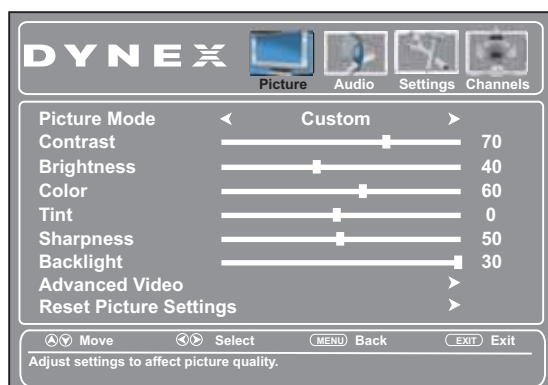 DYNEX
Picture Audio Settings Channels
Picture Mode Custom
Contrast 70
Brightness 40
Color 60
Tint 0
Sharpness 50
Backlight 30
Advanced Video
Reset Picture Settings
Move Select MENU Back EXIT Exit
Adjust settings to affect picture quality.